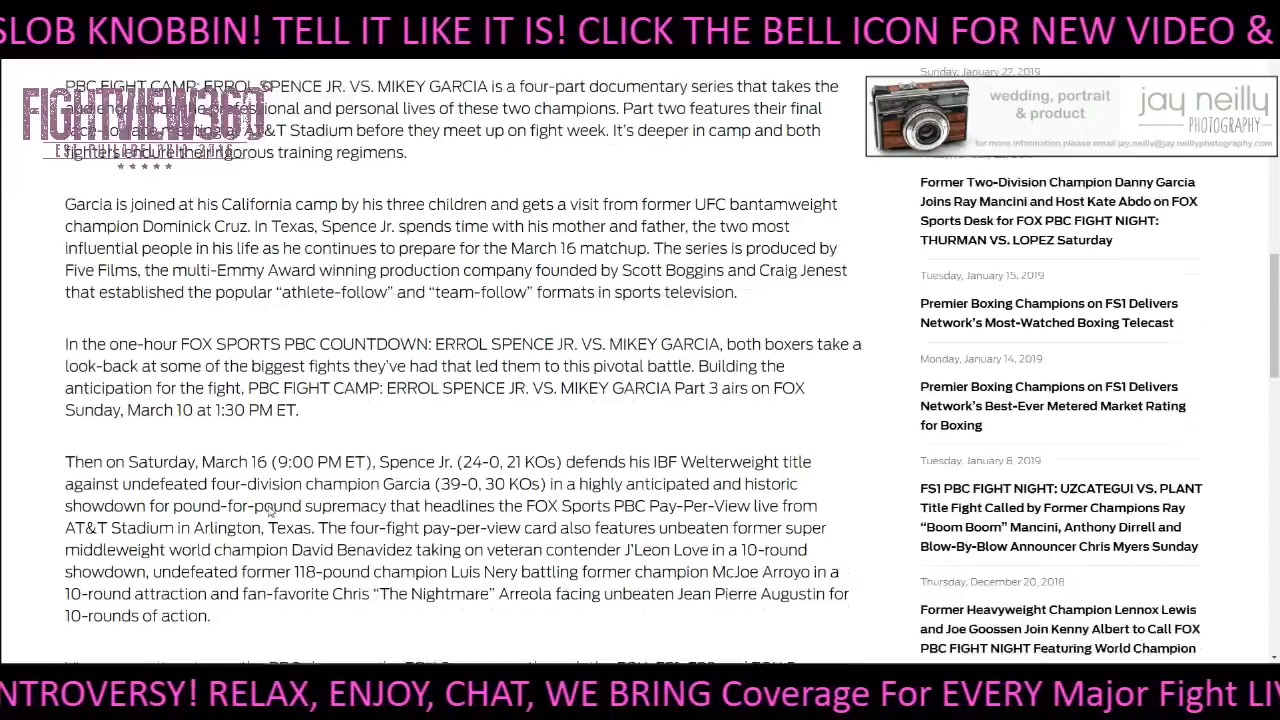 SLOB KNOBBIN! TELL IT LIKE IT IS! CLICK THE BELL ICON FOR NEW VIDEO &
PBC FIGHT CAMP: ERROL SPENCE JR. VS. MIKEY GARCIA is a four-part documentary series that takes the
and personal lives of these two champions. Part two features their final
AT&T Stadium before they meet up on fight week. It's deeper in camp and both
fighters endure their rigorous training regimens.
FIGHTVIEW360
Garcia is joined at his California camp by his three children and gets a visit from former UFC bantamweight
champion Dominick Cruz. In Texas, Spence Jr. spends time with his mother and father, the two most
influential people in his life as he continues to prepare for the March 16 matchup. The series is produced by
Five Films, the multi-Emmy Award winning production company founded by Scott Boggins and Craig Jenest
that established the popular “athlete-follow” and “team-follow” formats in sports television.
In the one-hour FOX SPORTS PBC COUNTDOWN: ERROL SPENCE JR. VS. MIKEY GARCIA, both boxers take a
look-back at some of the biggest fights they've had that led them to this pivotal battle. Building the
anticipation for the fight, PBC FIGHT CAMP: ERROL SPENCE JR. VS. MIKEY GARCIA Part 3 airs on FOX
Sunday, March 10 at 1:30 PM ET.
Then on Saturday, March 16 (9:00 PM ET), Spence Jr. (24-0, 21 KOs) defends his IBF Welterweight title
against undefeated four-division champion Garcia (39-0, 30 KOs) in a highly anticipated and historic
showdown for pound-for-pound supremacy that headlines the FOX Sports PBC Pay-Per-View live from
AT&T Stadium in Arlington, Texas. The four-fight pay-per-view card also features unbeaten former super
middleweight world champion David Benavidez taking on veteran contender J'Leon Love in a 10-round
showdown, undefeated former 118-pound champion Luis Nery battling former champion McJoe Arroyo in a
10-round attraction and fan-favorite Chris “The Nightmare” Arreola facing unbeaten Jean Pierre Augustin for
10-rounds of action.
Sunday, January 27, 2019
wedding, portrait
& product
jay neilly
PHOTOGRAPHY
for more information please email jay.neilly@jay.neillyphotography.com
Former Two-Division Champion Danny Garcia
Joins Ray Mancini and Host Kate Abdo on FOX
Sports Desk for FOX PBC FIGHT NIGHT:
THURMAN VS. LOPEZ Saturday
Tuesday, January 15, 2019
Premier Boxing Champions on FS1 Delivers
Network's Most-Watched Boxing Telecast
Monday, January 14, 2019
Premier Boxing Champions on FS1 Delivers
Network's Best-Ever Metered Market Rating
for Boxing
Tuesday, January 8, 2019
FS1 PBC FIGHT NIGHT: UZCATEGUI VS. PLANT
Title Fight Called by Former Champions Ray
“Boom Boom” Mancini, Anthony Dirrell and
Blow-By-Blow Announcer Chris Myers Sunday
Thursday, December 20, 2018
Former Heavyweight Champion Lennox Lewis
and Joe Goossen Join Kenny Albert to Call FOX
PBC FIGHT NIGHT Featuring World Champion
NTROVERSY! RELAX, ENJOY, CHAT, WE BRING Coverage For EVERY Major Fight LIV